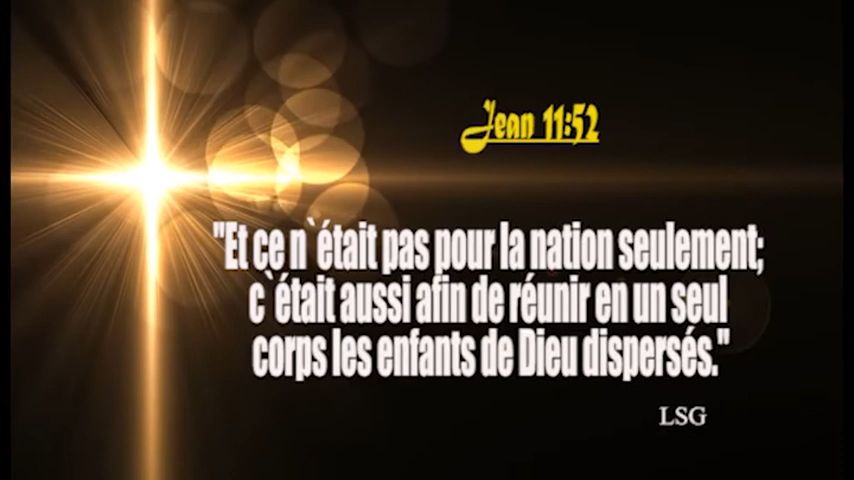 Jean 11:52
"Et ce n`était pas pour la nation seulement;
c`était aussi afin de réunir en un seul
corps les enfants de Dieu dispersés."
LSG